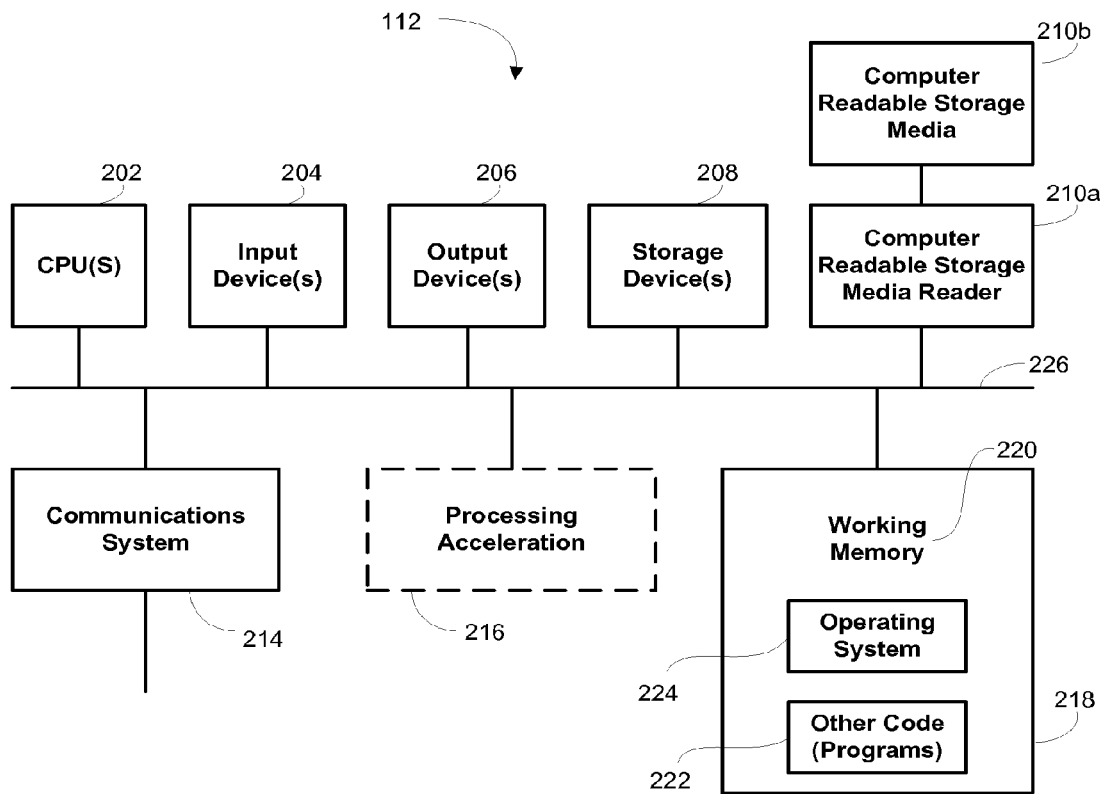 112
210b
Computer
Readable Storage
Media
202
204
206
208
210a
CPU(S)
Input
Device(s)
Output
Device(s)
Storage
Device(s)
Computer
Readable Storage
Media Reader
226
220
Communications
System
Processing
Acceleration
Working
Memory
214
216
Operating
System
224
218
Other Code
(Programs)
222